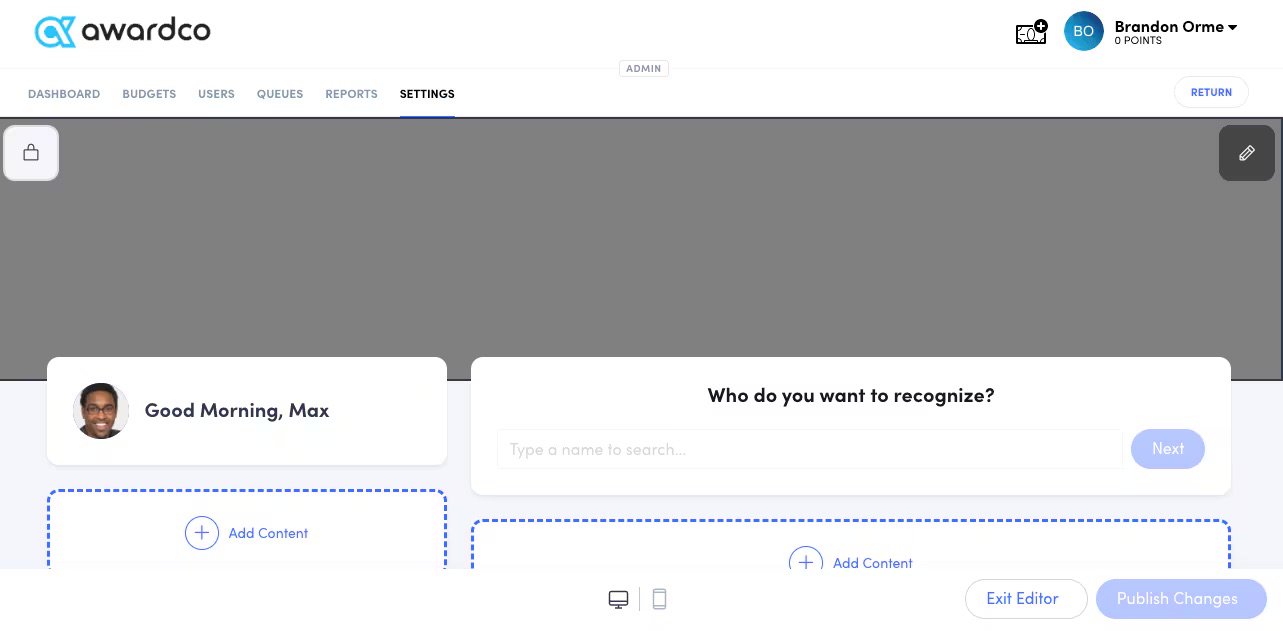 awardco
BO
Brandon Orme
0 POINTS
ADMIN
DASHBOARD BUDGETS USERS QUEUES REPORTS SETTINGS
RETURN
Good Morning, Max
Who do you want to recognize?
Type a name to search...
Next
Add Content
Add Content
Exit Editor
Publish Changes